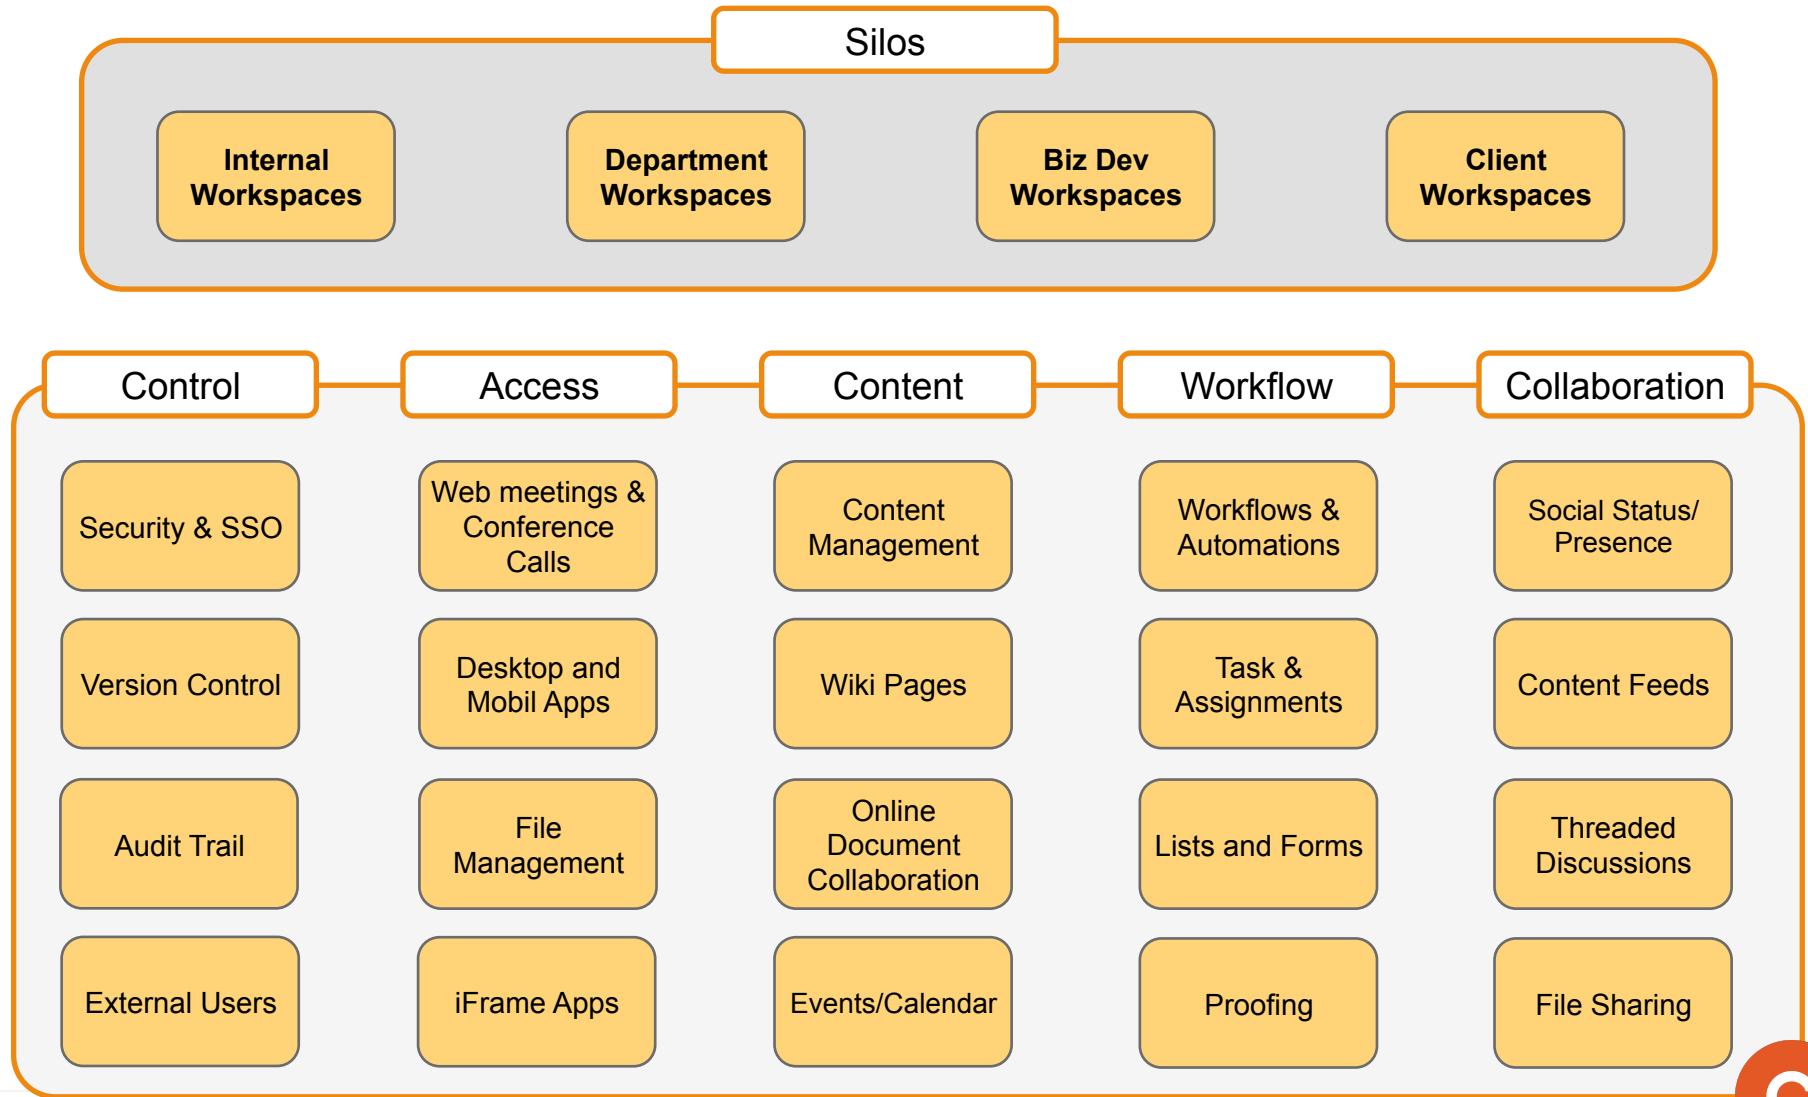 Silos
Internal
Workspaces
Department
Workspaces
Biz Dev
Workspaces
Client
Workspaces
Control
Access
Content
Workflow
Collaboration
Security & SSO
Web meetings &
Conference
Calls
Content
Management
Workflows &
Automations
Social Status/
Presence
Version Control
Desktop and
Mobil Apps
Wiki Pages
Task &
Assignments
Content Feeds
Audit Trail
File
Management
Online
Document
Collaboration
Lists and Forms
Threaded
Discussions
External Users
iFrame Apps
Events/Calendar
Proofing
File Sharing